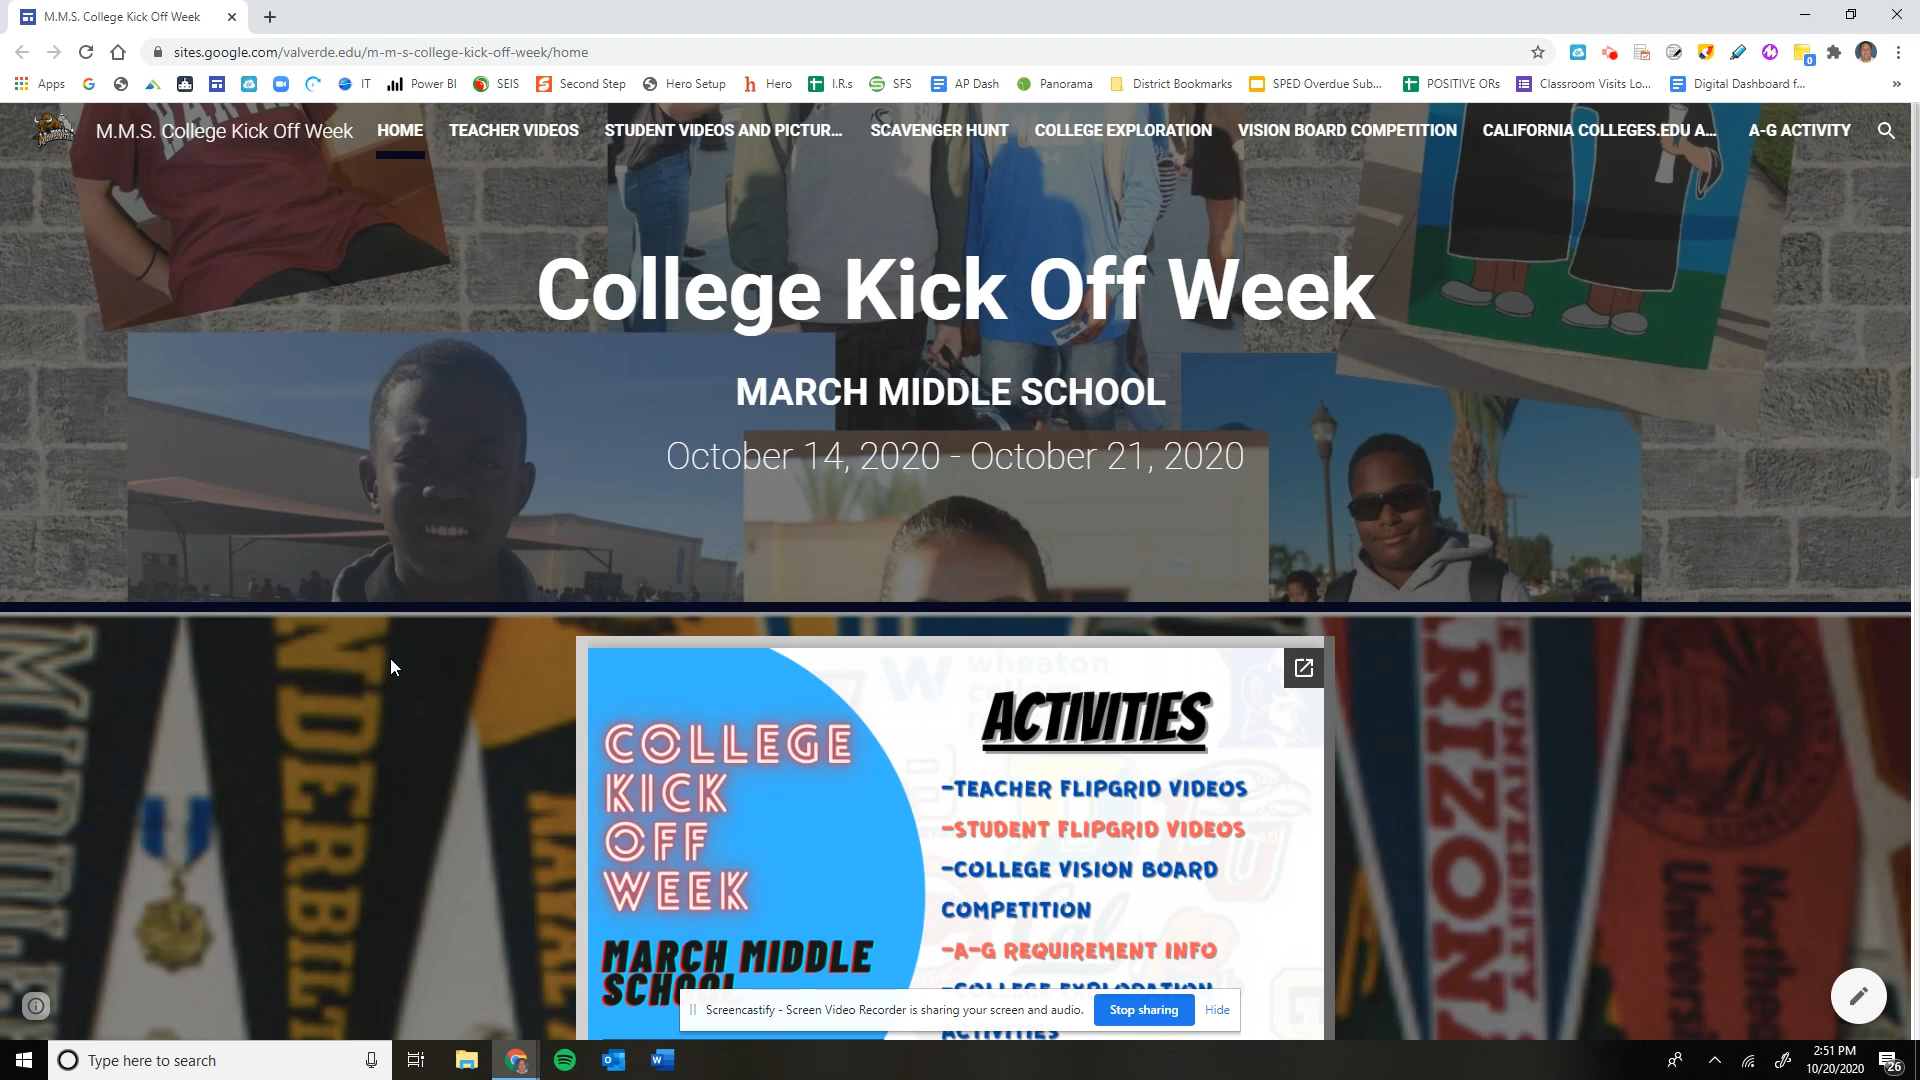 M.M.S. College Kick Off Week
sites.google.com/valverde.edu/m-m-s-college-kick-off-week/home
Apps
IT
Power BI
SEIS
Second Step
Hero Setup
Hero
I.R.s
SFS
AP Dash
Panorama
District Bookmarks
SPED Overdue Sub...
POSITIVE ORs
Classroom Visits Lo...
Digital Dashboard f...
M.M.S. College Kick Off Week
HOME
TEACHER VIDEOS
STUDENT VIDEOS AND PICTUR...
SCAVENGER HUNT
COLLEGE EXPLORATION
VISION BOARD COMPETITION
CALIFORNIA COLLEGES.EDU A...
A-G ACTIVITY
College Kick Off Week
MARCH MIDDLE SCHOOL
October 14, 2020 - October 21, 2020
COLLEGE
KICK
OFF
WEEK
MARCH MIDDLE
SCHOOL
wheaton
ACTIVITIES
-TEACHER FLIPGRID VIDEOS
-STUDENT FLIPGRID VIDEOS
-COLLEGE VISION BOARD
COMPETITION
-A-G REQUIREMENT INFO
-COLLEGE EXPLORATION
ACTIVITIES
Screencastify - Screen Video Recorder is sharing your screen and audio.
Stop sharing
Hide
Type here to search
2:51 PM
10/20/2020
26